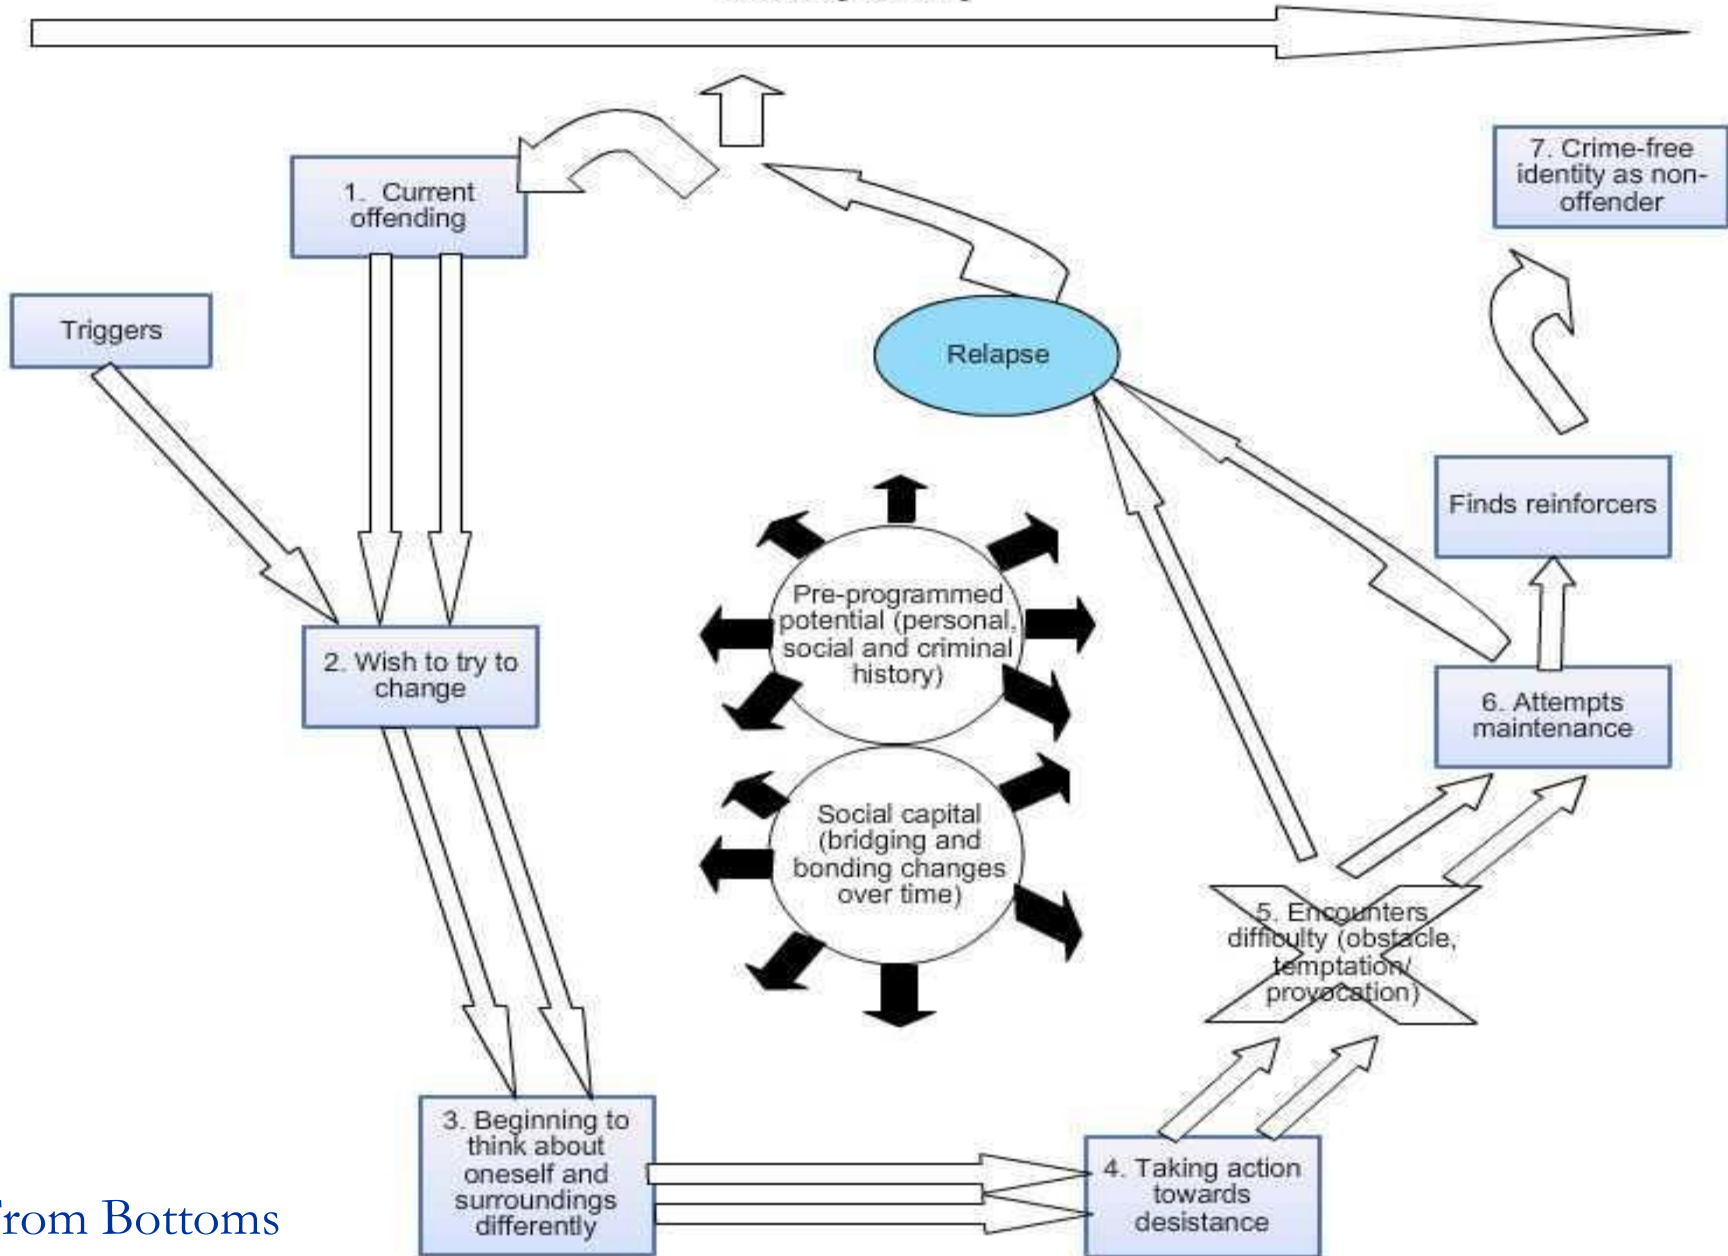 1. Current
offending
7. Crime-free
identity as non-
offender
Triggers
Relapse
Finds reinforcers
Pre-programmed
potential (personal,
social and criminal
history)
2. Wish to try to
change
6. Attempts
maintenance
Social capital
(bridging and
bonding changes
over time)
5. Encounters
difficulty (obstacle,
temptation/
provocation)
3. Beginning to
think about
oneself and
surroundings
differently
4. Taking action
towards
desistance
From Bottoms